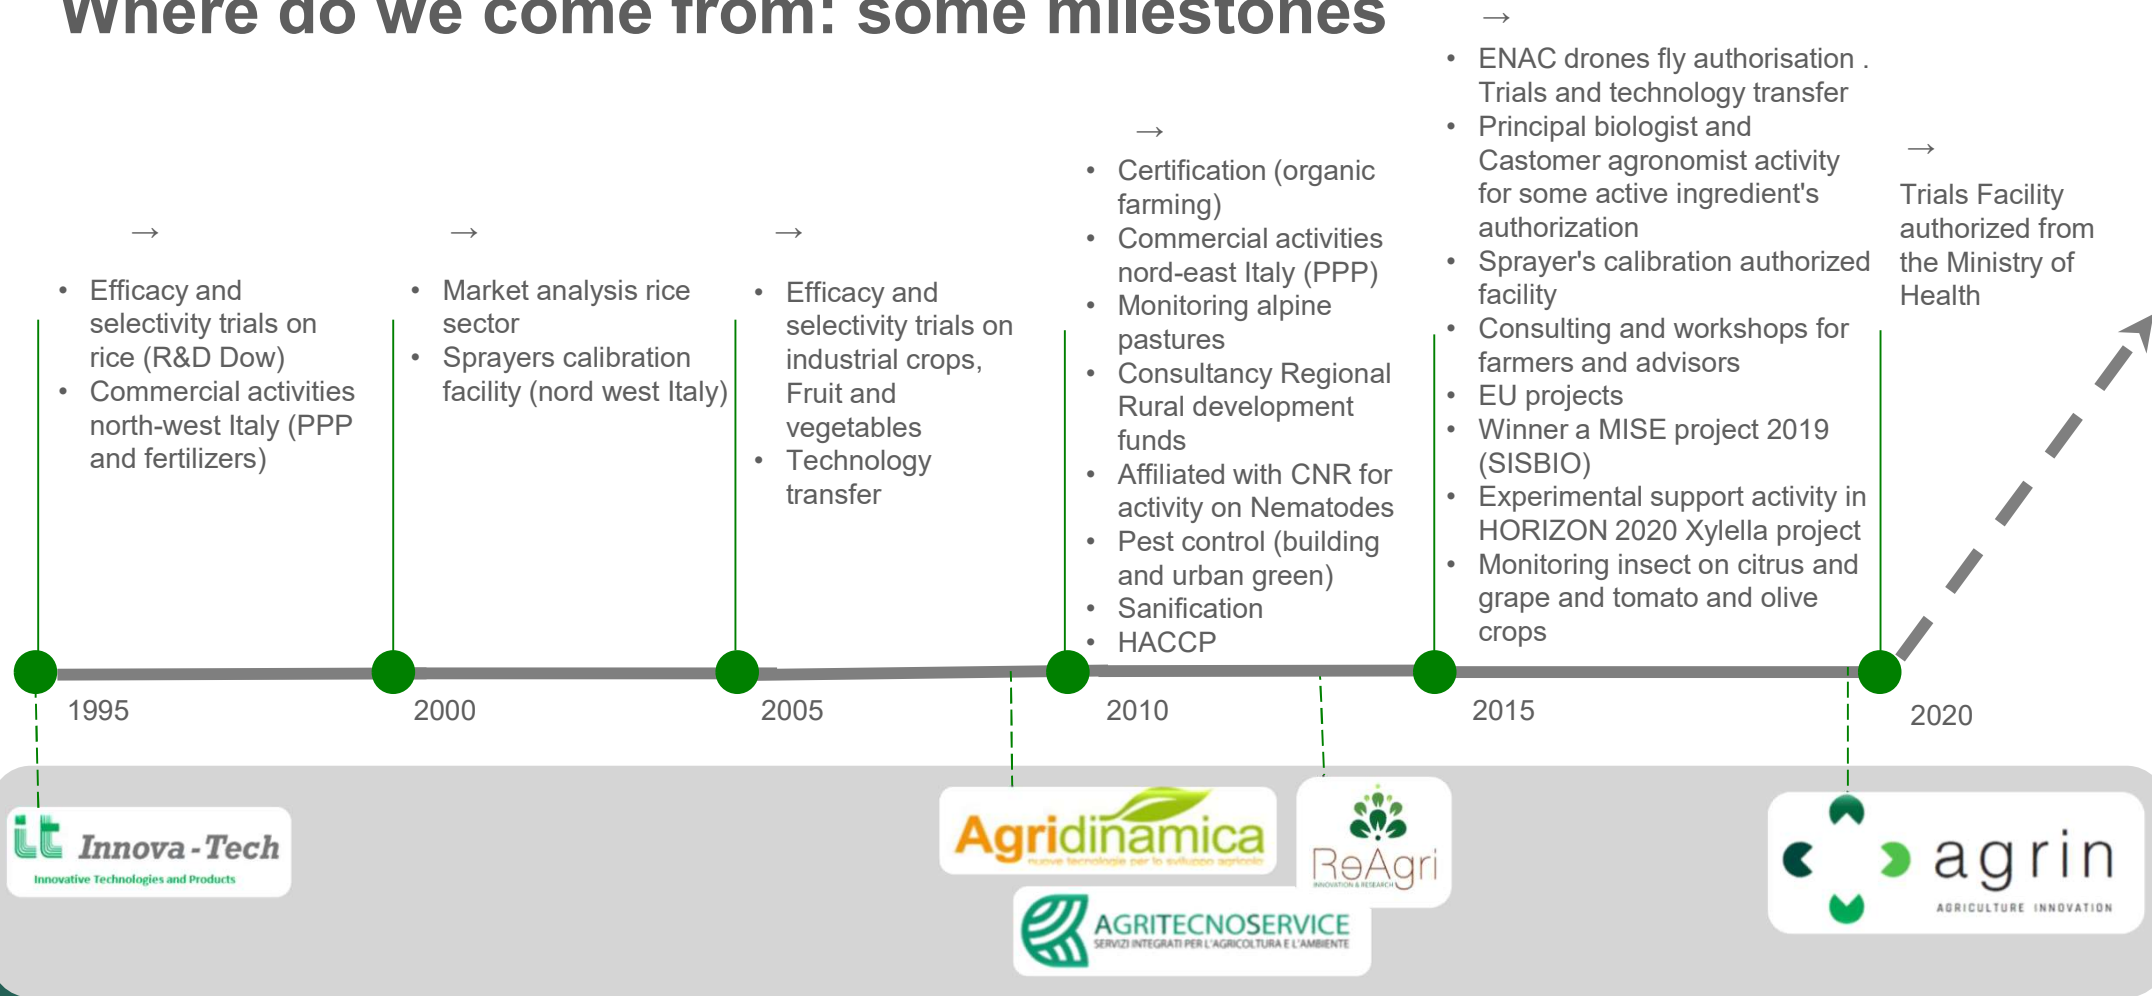 Where do we come from: some milestones
→
• Efficacy and
selectivity trials on
rice (R&D Dow)
• Commercial activities
north-west Italy (PPP
and fertilizers)
→
• Market analysis rice
sector
• Sprayers calibration
facility (nord west Italy)
→
• Efficacy and
selectivity trials on
industrial crops,
Fruit and
vegetables
• Technology
transfer
→
• Certification (organic
farming)
• Commercial activities
nord-east Italy (PPP)
• Monitoring alpine
pastures
• Consultancy Regional
Rural development
funds
• Affiliated with CNR for
activity on Nematodes
• Pest control (building
and urban green)
• Sanification
• HACCP
→
• ENAC drones fly authorisation .
Trials and technology transfer
• Principal biologist and
Castomer agronomist activity
for some active ingredient's
authorization
• Sprayer's calibration authorized
facility
• Consulting and workshops for
farmers and advisors
• EU projects
• Winner a MISE project 2019
(SISBIO)
• Experimental support activity in
HORIZON 2020 Xylella project
• Monitoring insect on citrus and
grape and tomato and olive
crops
→
Trials Facility
authorized from
the Ministry of
Health
1995
2000
2005
2010
2015
2020
it Innova-Tech
Innovative Technologies and Products
Agridinamica
nuove tecnologie per lo sviluppo agricolo
AGRITECNOSERVICE
SERVIZI INTEGRATI PER L'AGRICOLTURA E L'AMBIENTE
ReAgri
INNOVATION & RESEARCH
agrin
AGRICULTURE INNOVATION